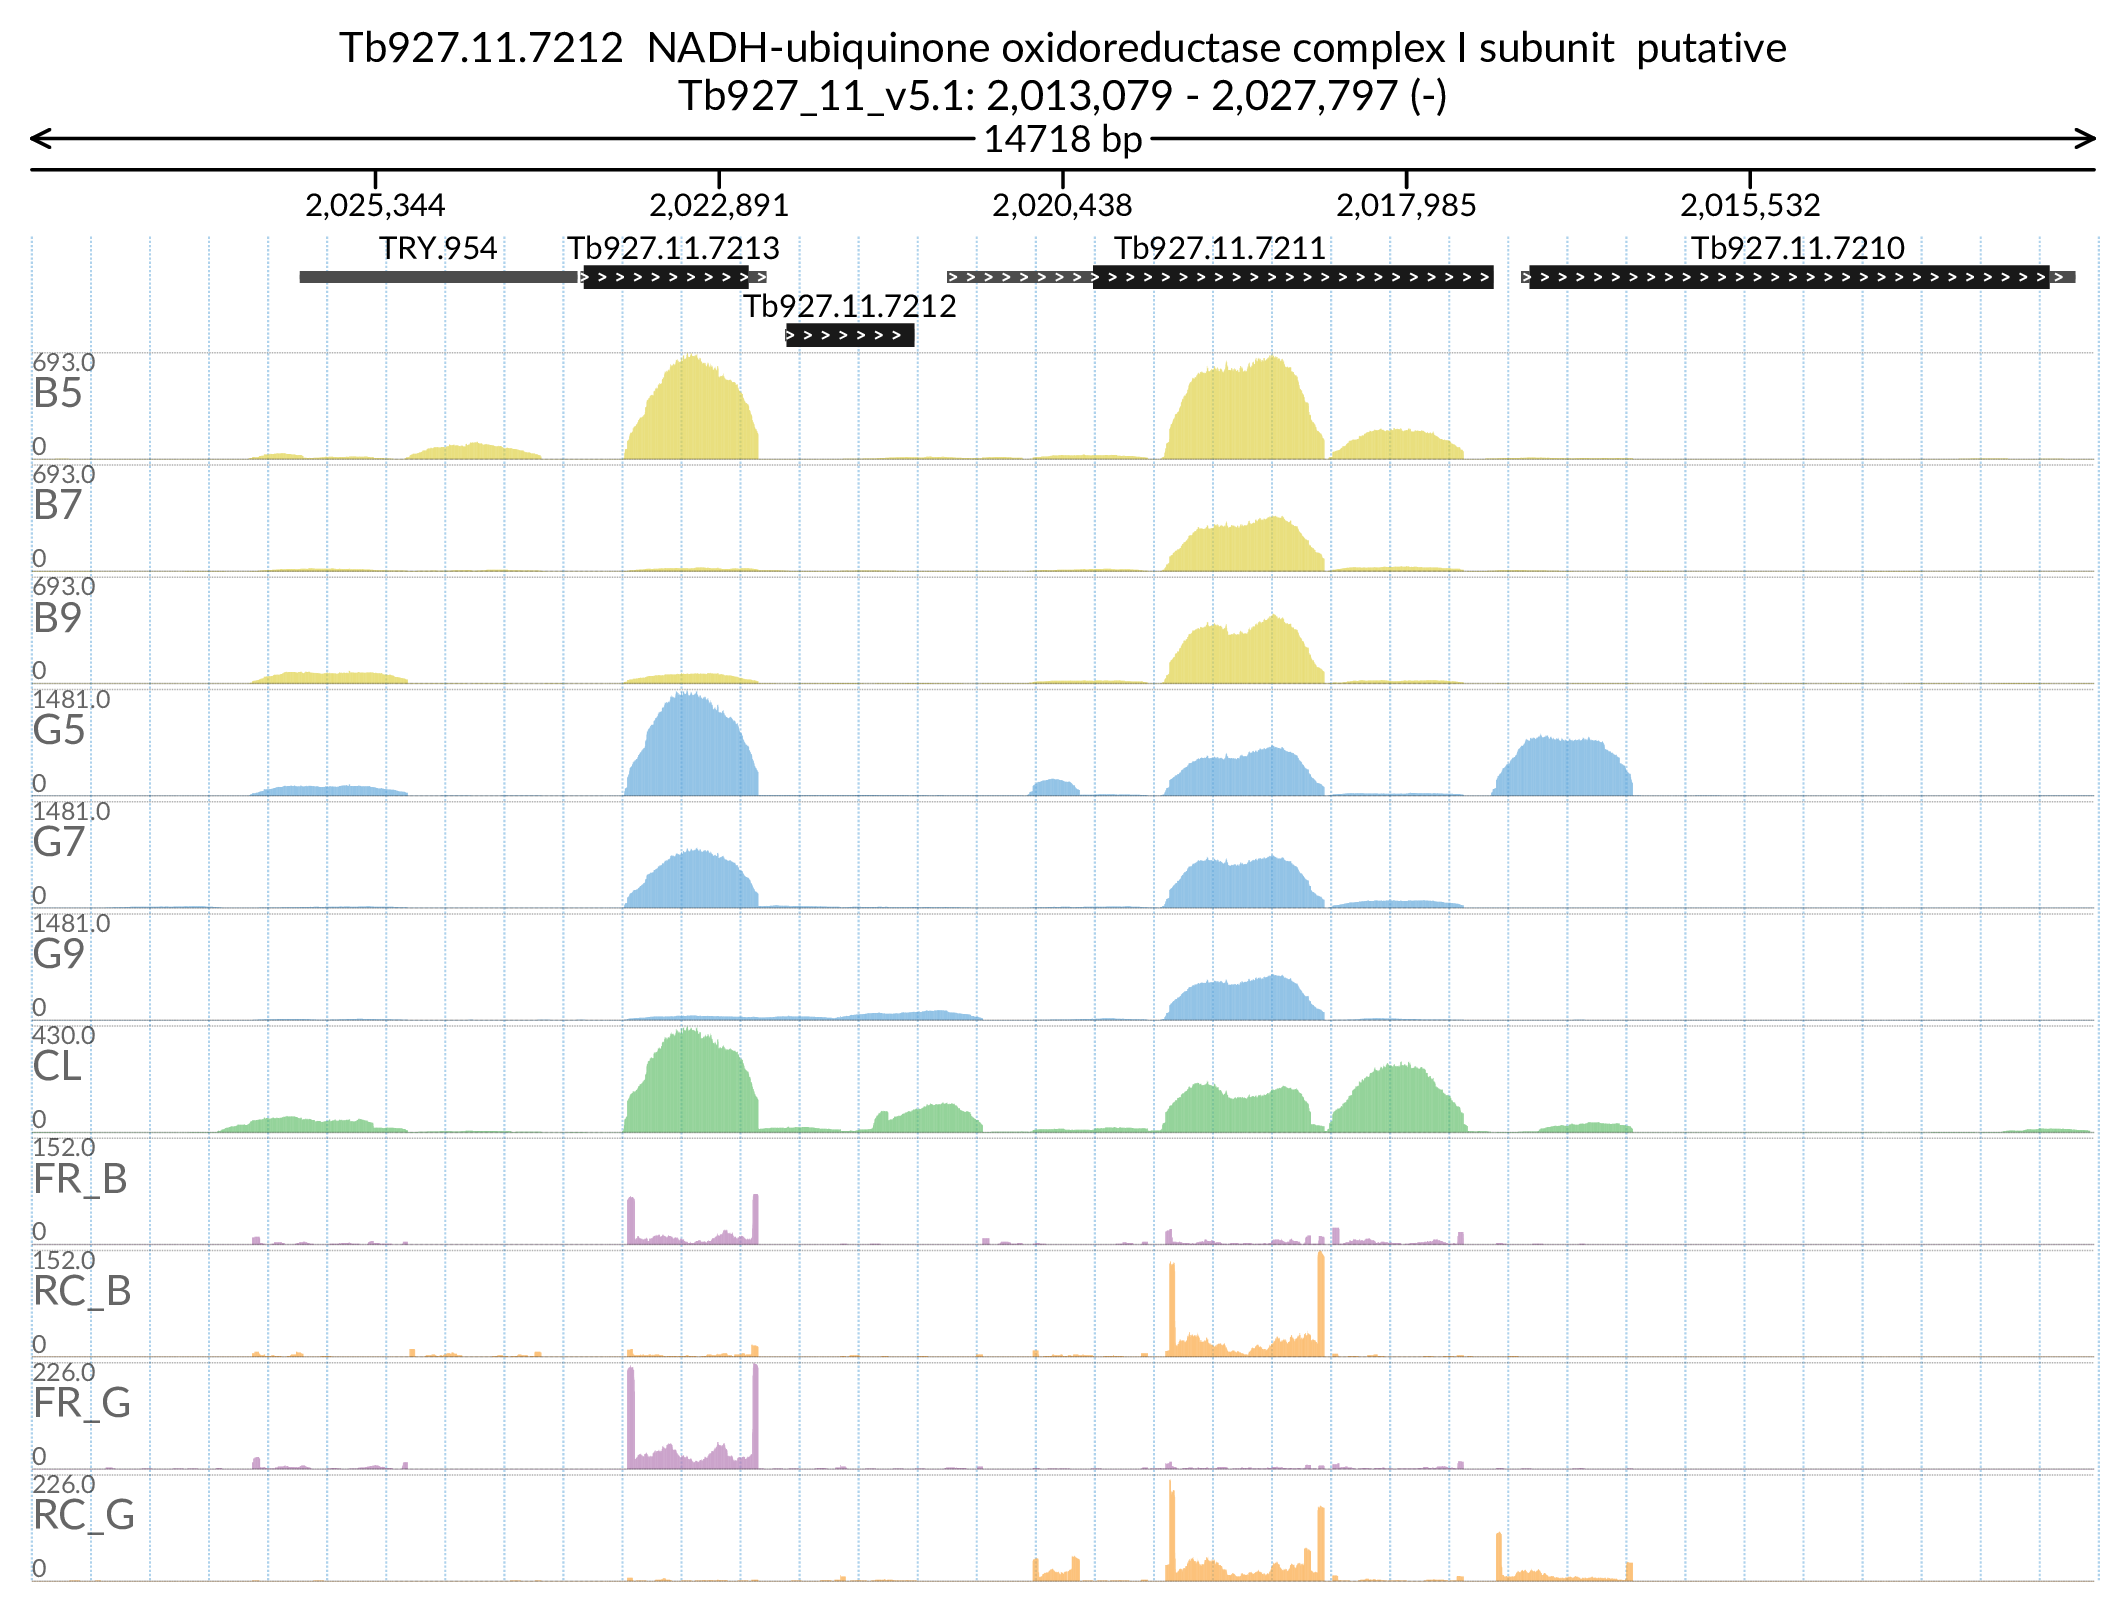 Tb927.11.7212  NADH-ubiquinone oxidoreductase complex I subunit  putative
Tb927_11_v5.1: 2,013,079 - 2,027,797 (-)
14718 bp
2,025,344 2,022,891 2,020,438 2,017,985 2,015,532
TRY.954 Tb927.11.7213 Tb927.11.7211 Tb927.11.7210
Tb927.11.7212
693.0
B5
0
693.0
B7
0
693.0
B9
0
1481.0
G5
0
1481.0
G7
0
1481.0
G9
0
430.0
CL
0
152.0
FR_B
0
152.0
RC_B
0
226.0
FR_G
0
226.0
RC_G
0